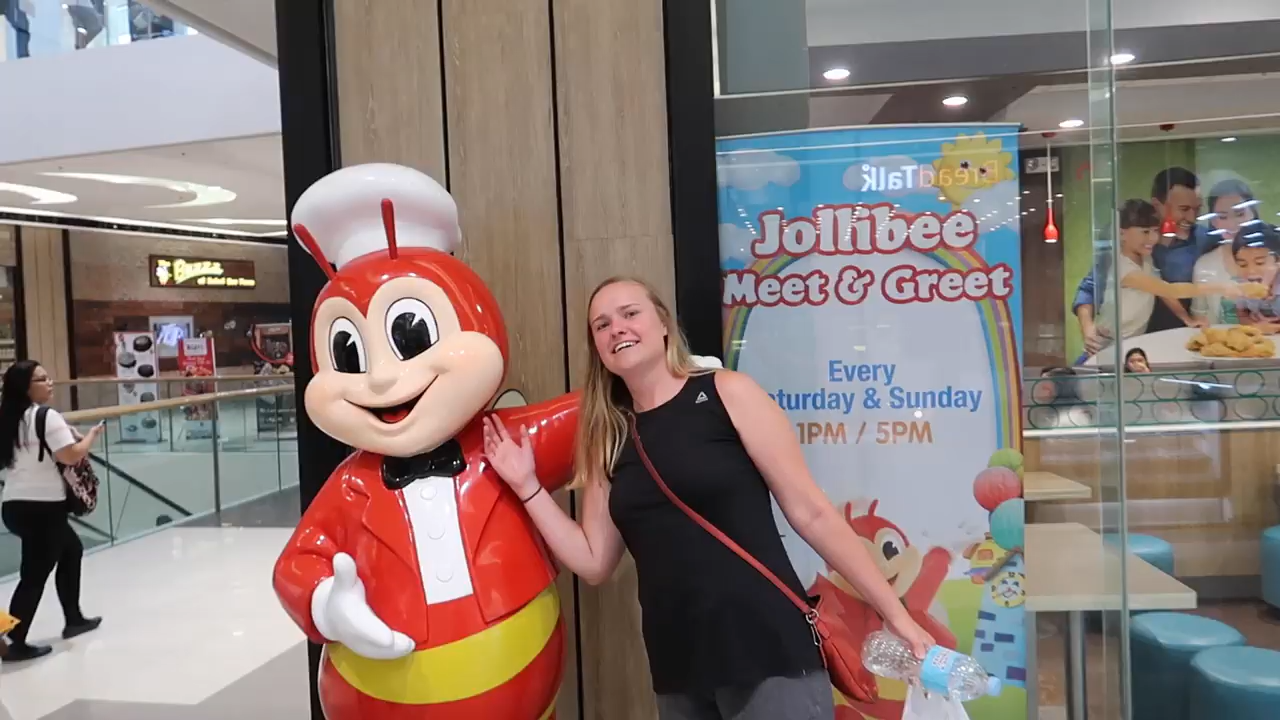 BreadTalk
Jollibee
Meet & Greet
Every
aturday & Sunday
1PM / 5PM